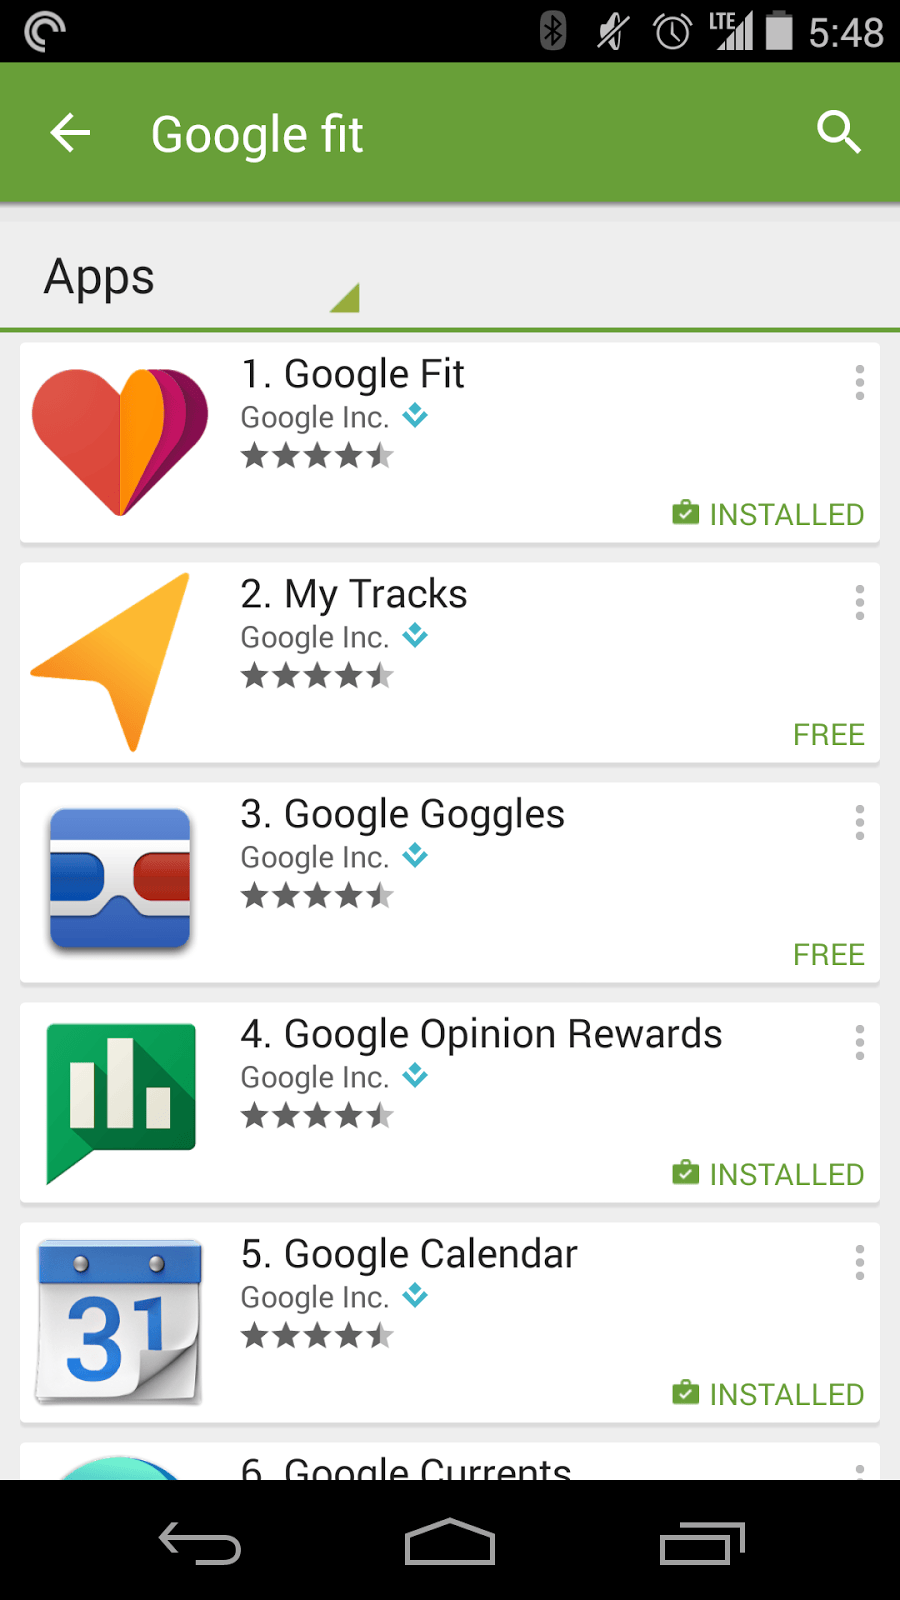 LTE 5:48
Google fit
Apps
1. Google Fit
Google Inc.
INSTALLED
2. My Tracks
Google Inc.
FREE
3. Google Goggles
Google Inc.
FREE
4. Google Opinion Rewards
Google Inc.
INSTALLED
31
5. Google Calendar
Google Inc.
INSTALLED
6. Google Currents